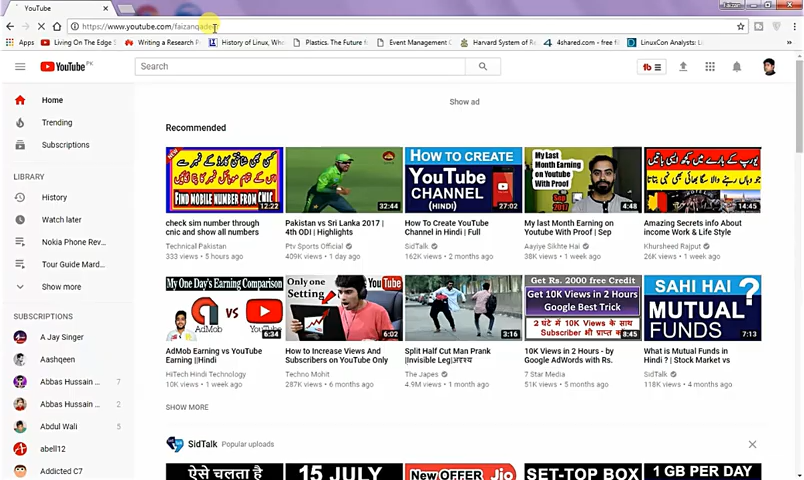 YouTube
Faizan
https://www.youtube.com/faizanqade
Apps
Living On The Edge S
Writing a Research P
History of Linux, Wh
Plastics. The Future f
Event Management C
Harvard System of Re
4shared.com - free f
LinuxCon Analysts: L
YouTube PK
Search
Home
Trending
Subscriptions
LIBRARY
History
Watch later
Nokia Phone Rev...
Tour Guide Mard...
Show more
SUBSCRIPTIONS
A Jay Singer
Aashqeen
Abbas Hussain ... 7
Abbas Hussain ... 2
Abdul Wali 5
abell12
Addicted C7
Show ad
Recommended
FIND MOBILE NUMBER FROM CNIC
12:22
check sim number through
cnic and show all numbers
Technical Pakistan
333 views • 5 hours ago
32:44
Pakistan vs Sri Lanka 2017 |
4th ODI | Highlights
Ptv Sports Official
409K views • 1 day ago
HOW TO CREATE
YouTube
CHANNEL
(HINDI)
27:02
How To Create YouTube
Channel in Hindi | Full
SidTalk
162K views • 2 months ago
My Last
Month Earning
on Youtube
With Proof
Sep
2017
4:48
My last Month Earning on
Youtube With Proof | Sep
Aayiye Sikhte Hai
38K views • 1 week ago
14:45
Amazing Secrets info About
income Work & Life Style
Khursheed Rajput
26K views • 1 week ago
My One Day's Earning Comparison
VS
AdMob
YouTube
6:34
AdMob Earning vs YouTube
Earning ||Hindi
HiTech Hindi Technology
10K views • 1 week ago
Only one
Setting
6:02
How to Increase Views And
Subscribers on YouTube Only
Techno Mohit
287K views • 6 months ago
3:16
Split Half Cut Man Prank
|Invisible Leg|अदृश्य
The Japes
4.9M views • 1 month ago
Get Rs. 2000 free Credit
Get 10K Views in 2 Hours
Google Best Trick
8:45
10K Views in 2 Hours - by
Google AdWords with Rs.
7 Star Media
51K views • 5 months ago
SAHI HAI
MUTUAL
FUNDS
?
7:13
What is Mutual Funds in
Hindi ? | Stock Market vs
SidTalk
118K views • 4 months ago
SHOW MORE
SidTalk Popular uploads
ऐसे चलता है
15 JULY
New OFFER Jio
SET-TOP BOX
1 GB PER DAY